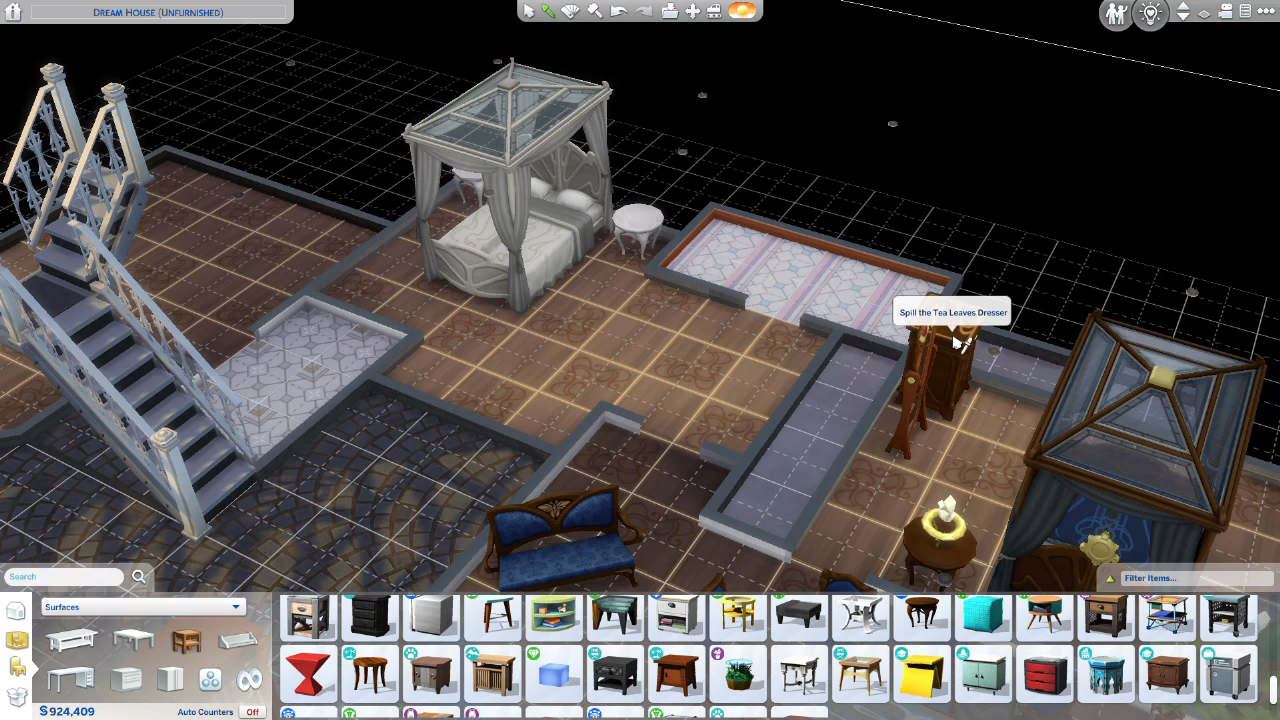 DREAM HOUSE (UNFURNISHED)
Spill the Tea Leaves Dresser
Search
Filter Items...
Surfaces
§924,409
Auto Counters
Off